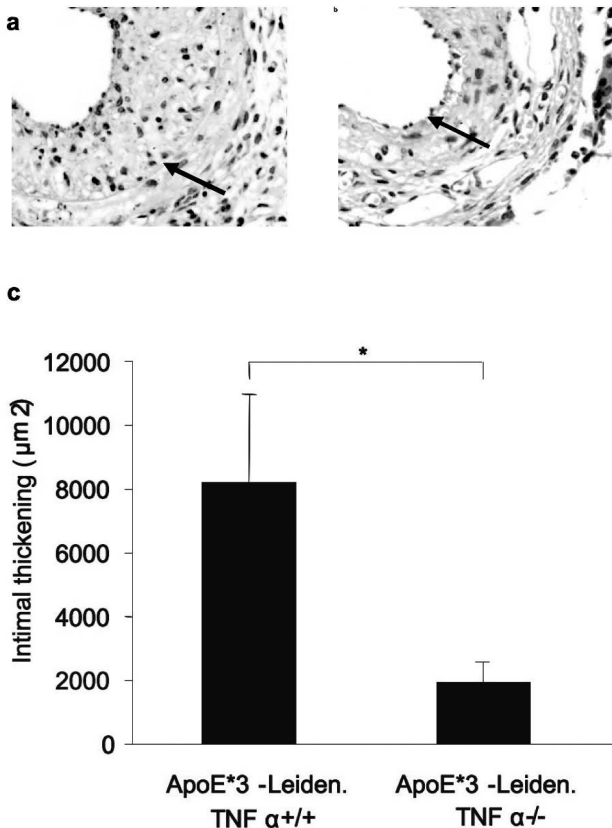 a
b
c
*
Intimal thickening (µm2)
12000
10000
8000
6000
4000
2000
0
ApoE*3 -Leiden. ApoE*3 -Leiden.
TNF α+/+ TNF α-/-